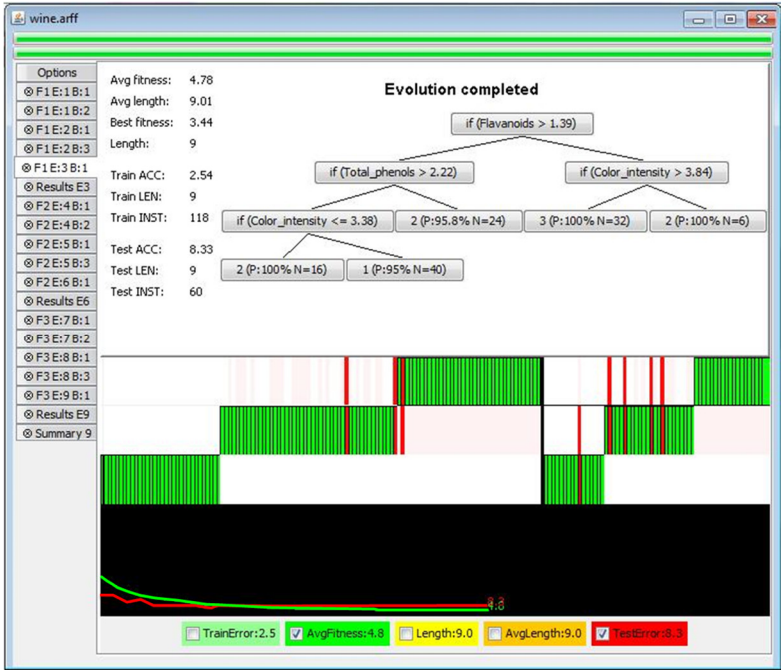 wine.arff
Options
F1 E:1 B:1
F1 E:1 B:2
F1 E:2 B:1
F1 E:2 B:3
F1 E:3 B:1
Results E3
F2 E:4 B:1
F2 E:4 B:2
F2 E:5 B:1
F2 E:5 B:3
F2 E:6 B:1
Results E6
F3 E:7 B:1
F3 E:7 B:2
F3 E:8 B:1
F3 E:8 B:3
F3 E:9 B:1
Results E9
Summary 9
Avg fitness: 4.78
Avg length: 9.01
Best fitness: 3.44
Length: 9
Train ACC: 2.54
Train LEN: 9
Train INST: 118
Test ACC: 8.33
Test LEN: 9
Test INST: 60
Evolution completed
if (Flavanoids > 1.39)
if (Total_phenols > 2.22)
if (Color_intensity > 3.84)
if (Color_intensity <= 3.38)
2 (P:95.8% N=24)
3 (P:100% N=32)
2 (P:100% N=6)
2 (P:100% N=16)
1 (P:95% N=40)
8.3
4.8
TrainError:2.5
AvgFitness:4.8
Length:9.0
AvgLength:9.0
TestError:8.3